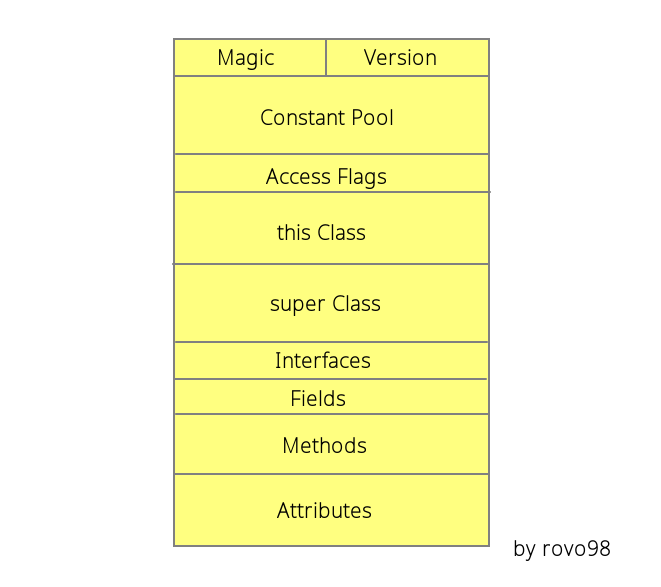 Magic
Version
Constant Pool
Access Flags
this Class
super Class
Interfaces
Fields
Methods
Attributes
by rovo98